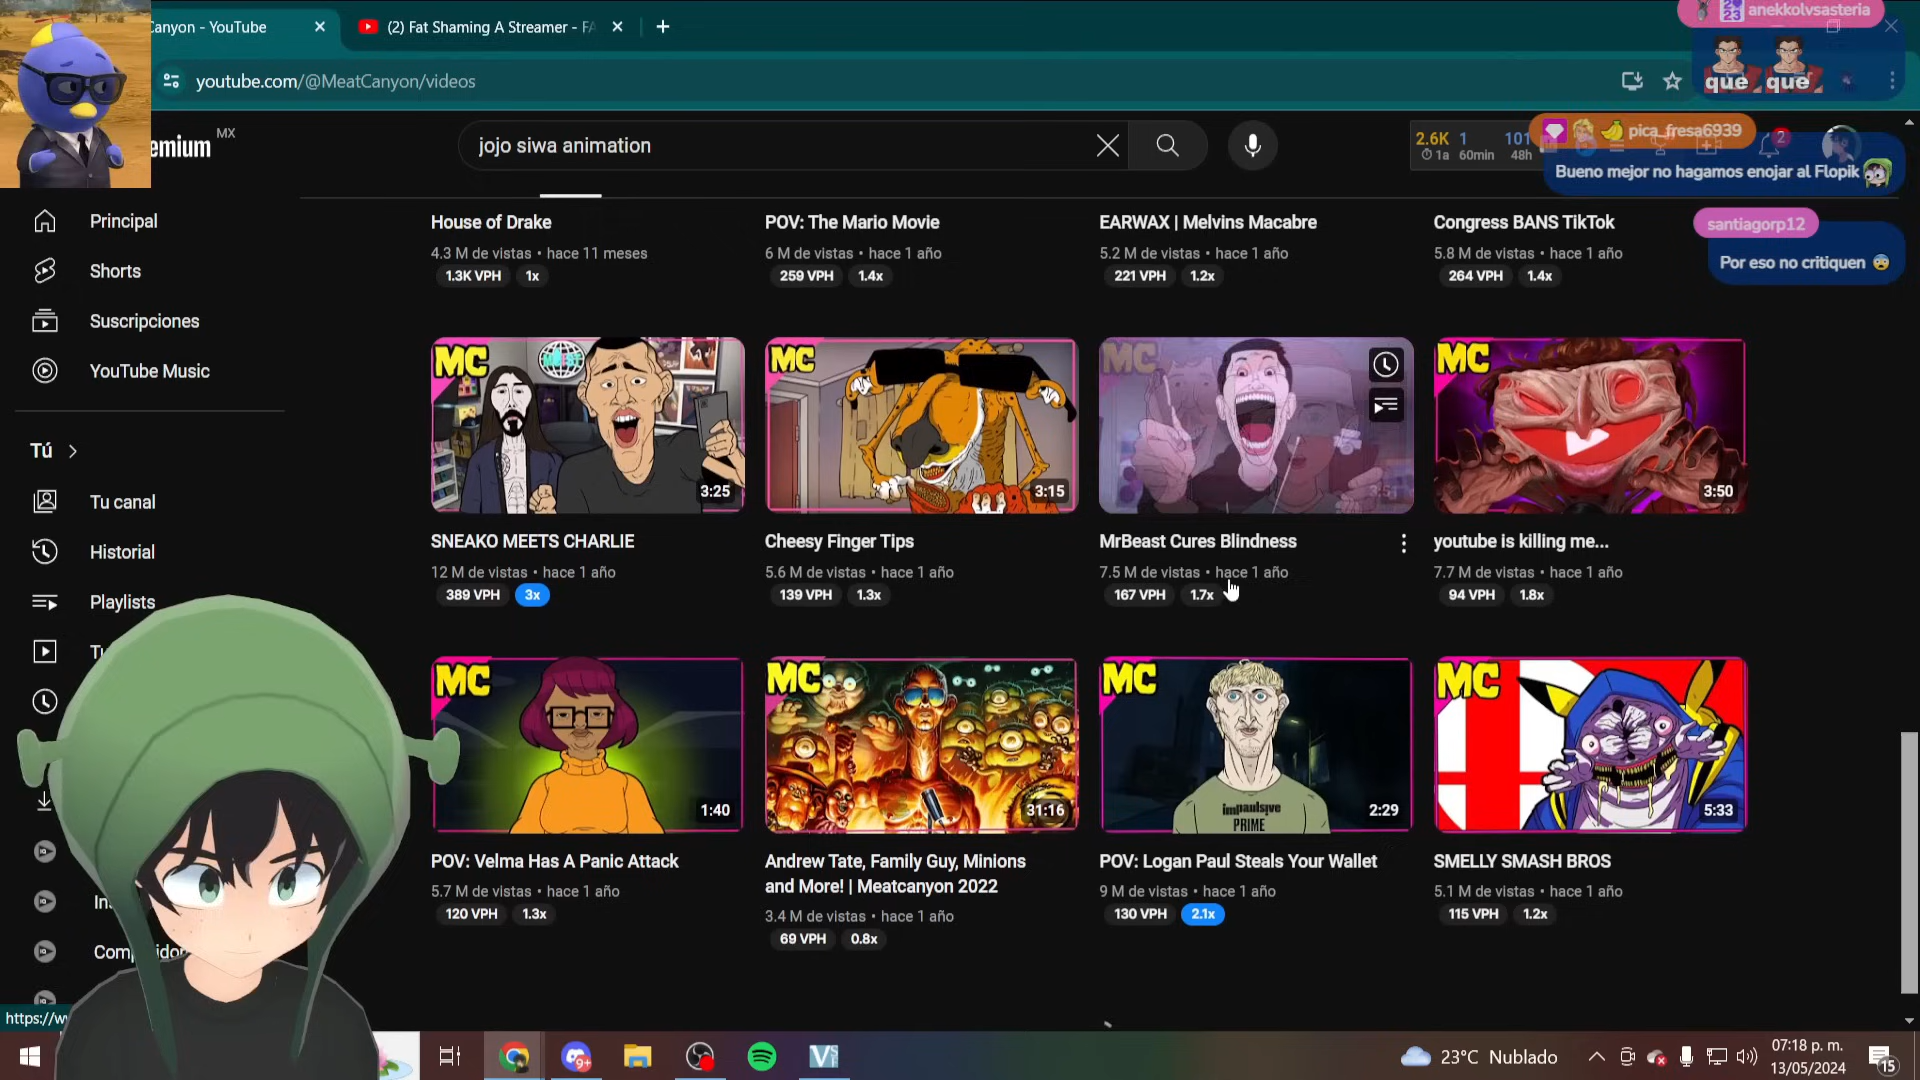 Canyon - YouTube
(2) Fat Shaming A Streamer - FA
anekkolvsasteria
que que
youtube.com/@MeatCanyon/videos
emium MX
jojo siwa animation
2.6K 1 101
1a 60min 48h
pica_fresa6939
2
Bueno mejor no hagamos enojar al Flopik
santiagorp12
Por eso no critiquen
Principal
Shorts
Suscripciones
YouTube Music
Tú
Tu canal
Historial
Playlists
Compe
House of Drake
4.3 M de vistas • hace 11 meses
1.3K VPH 1x
POV: The Mario Movie
6 M de vistas • hace 1 año
259 VPH 1.4x
EARWAX | Melvins Macabre
5.2 M de vistas • hace 1 año
221 VPH 1.2x
Congress BANS TikTok
5.8 M de vistas • hace 1 año
264 VPH 1.4x
MC
3:25
SNEAKO MEETS CHARLIE
12 M de vistas • hace 1 año
389 VPH 3x
MC
3:15
Cheesy Finger Tips
5.6 M de vistas • hace 1 año
139 VPH 1.3x
MC
MrBeast Cures Blindness
7.5 M de vistas • hace 1 año
167 VPH 1.7x
MC
3:50
youtube is killing me...
7.7 M de vistas • hace 1 año
94 VPH 1.8x
MC
1:40
POV: Velma Has A Panic Attack
5.7 M de vistas • hace 1 año
120 VPH 1.3x
MC
31:16
Andrew Tate, Family Guy, Minions
and More! | Meatcanyon 2022
3.4 M de vistas • hace 1 año
69 VPH 0.8x
MC
impaulsive
PRIME
2:29
POV: Logan Paul Steals Your Wallet
9 M de vistas • hace 1 año
130 VPH 2.1x
MC
5:33
SMELLY SMASH BROS
5.1 M de vistas • hace 1 año
115 VPH 1.2x
https://w
9+
23°C Nublado
07:18 p. m.
13/05/2024
15